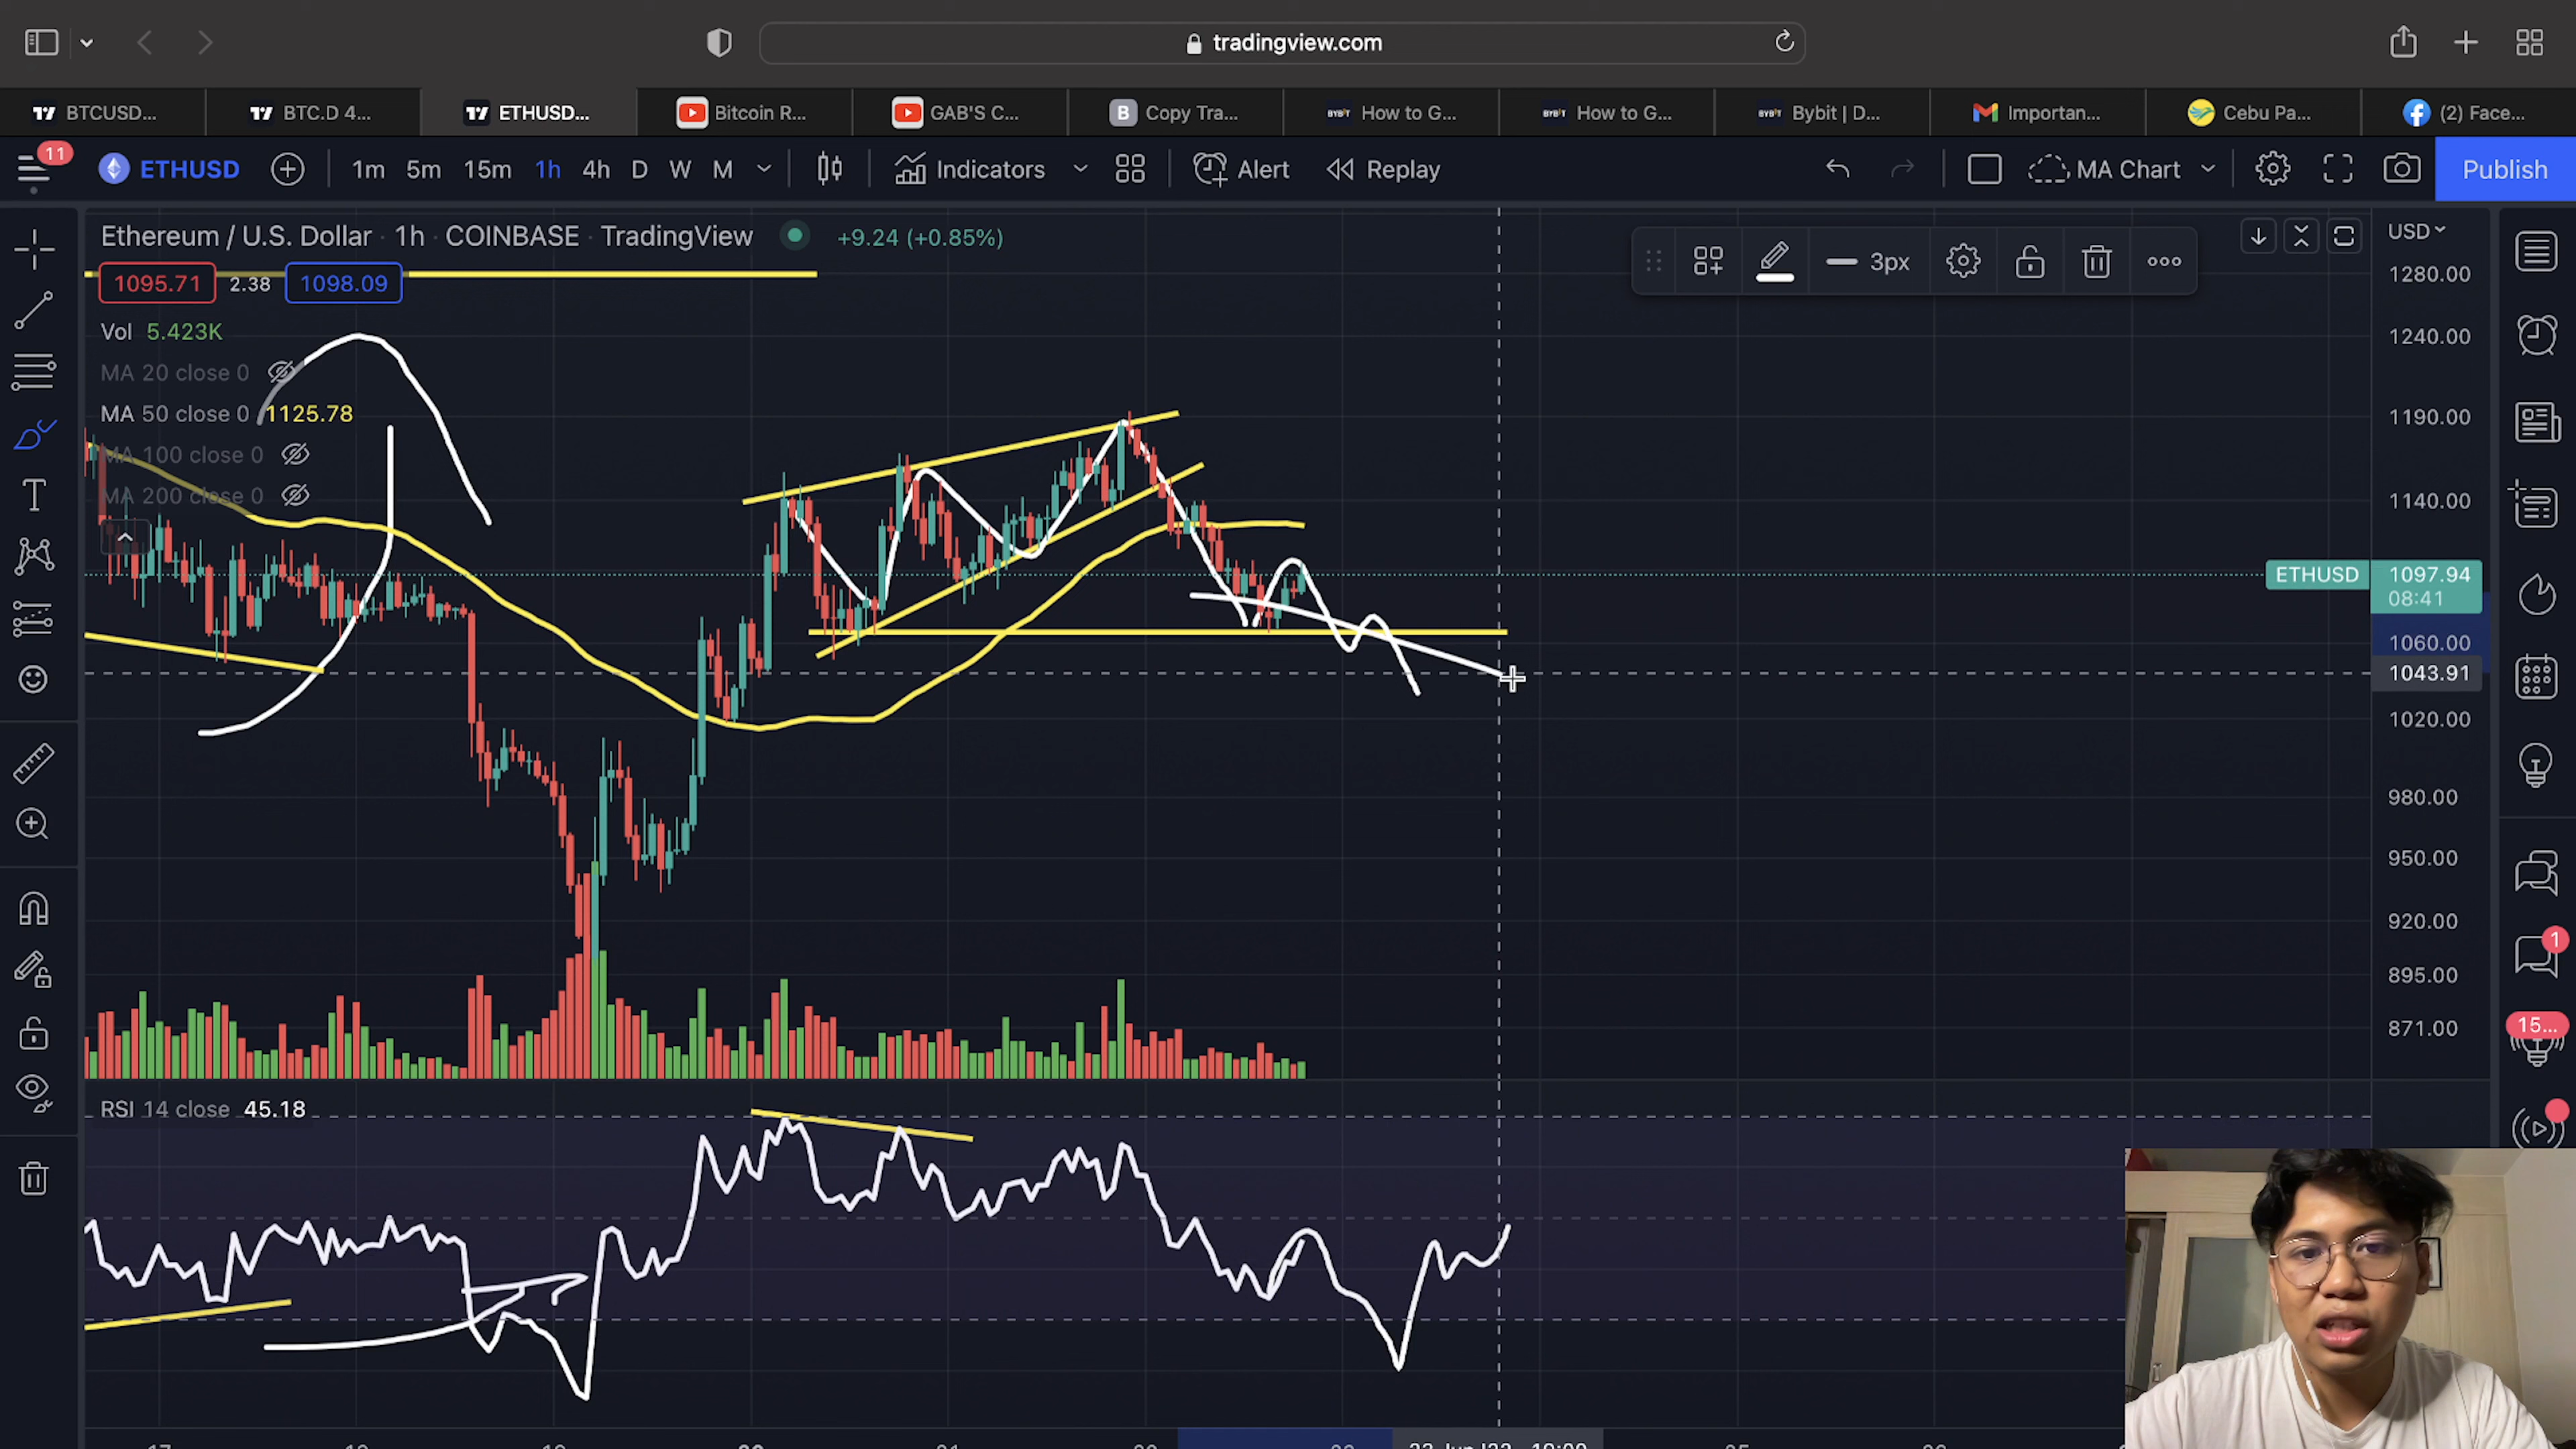 tradingview.com
BTCUSD... BTC.D 4... ETHUSD... Bitcoin R... GAB'S C... Copy Tra... How to G... How to G... Bybit | D... Importan... Cebu Pa... (2) Face...
11 ETHUSD 1m 5m 15m 1h 4h D W M Indicators Alert Replay MA Chart Publish
Ethereum / U.S. Dollar · 1h · COINBASE · TradingView +9.24 (+0.85%)
1095.71 2.38 1098.09
Vol 5.423K
MA 20 close 0
MA 50 close 0 1125.78
MA 100 close 0
MA 200 close 0
3px
USD
1280.00
1240.00
1190.00
1140.00
ETHUSD 1097.94
08:41
1060.00
1043.91
1020.00
980.00
950.00
920.00
895.00
871.00
1
15...
RSI 14 close 45.18